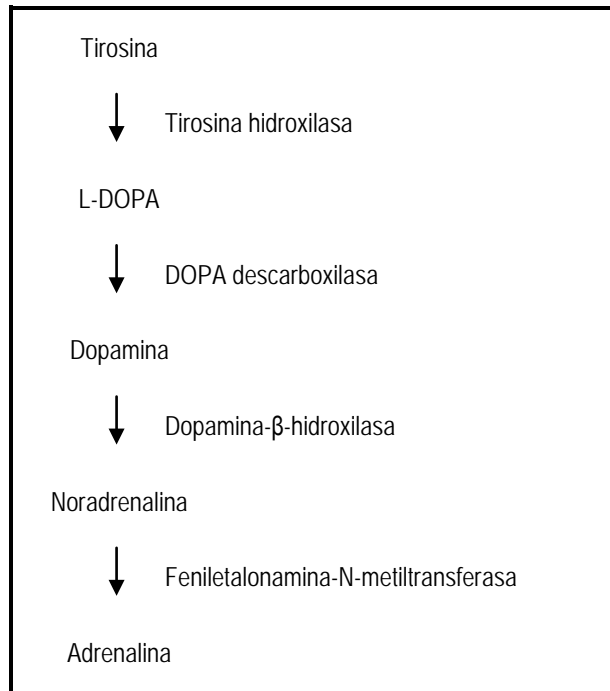 Tirosina
Tirosina hidroxilasa
L-DOPA
DOPA descarboxilasa
Dopamina
Dopamina-β-hidroxilasa
Noradrenalina
Feniletalonamina-N-metiltransferasa
Adrenalina